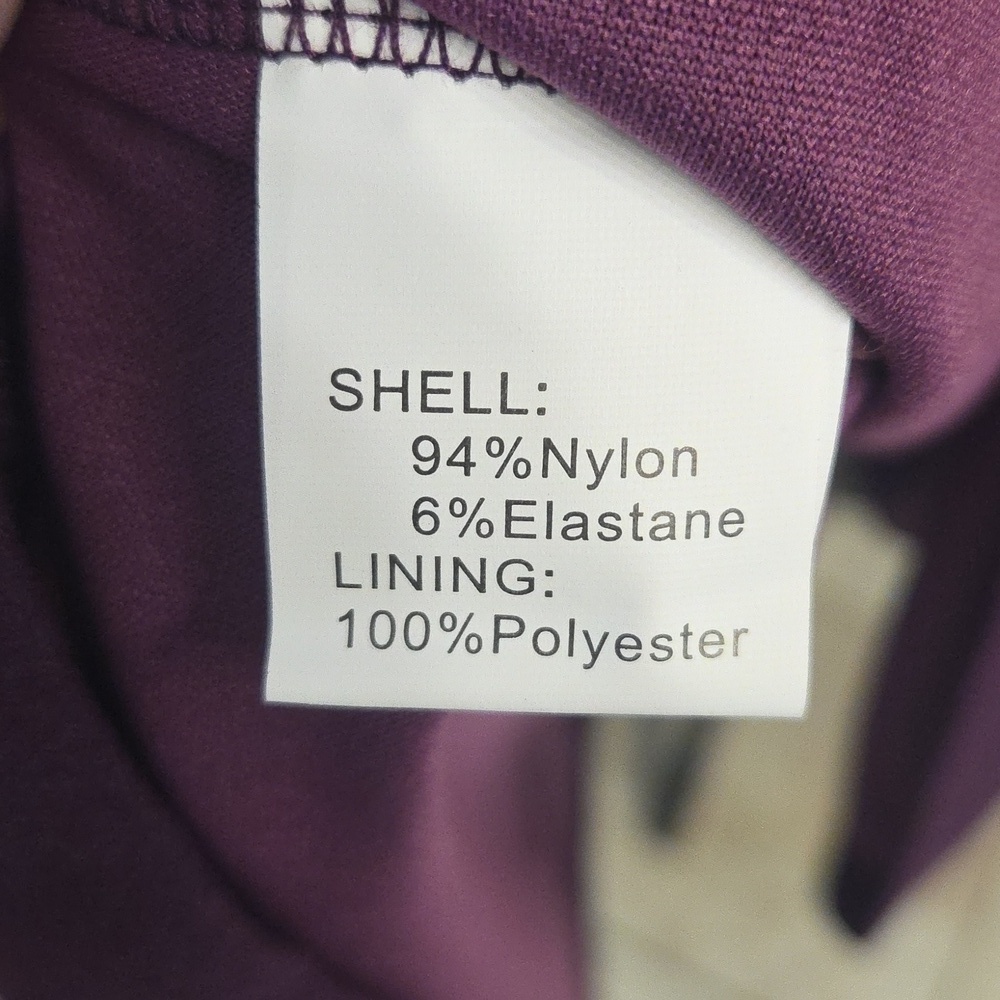 SHELL:
94%Nylon
6%Elastane
LINING:
100%Polyester